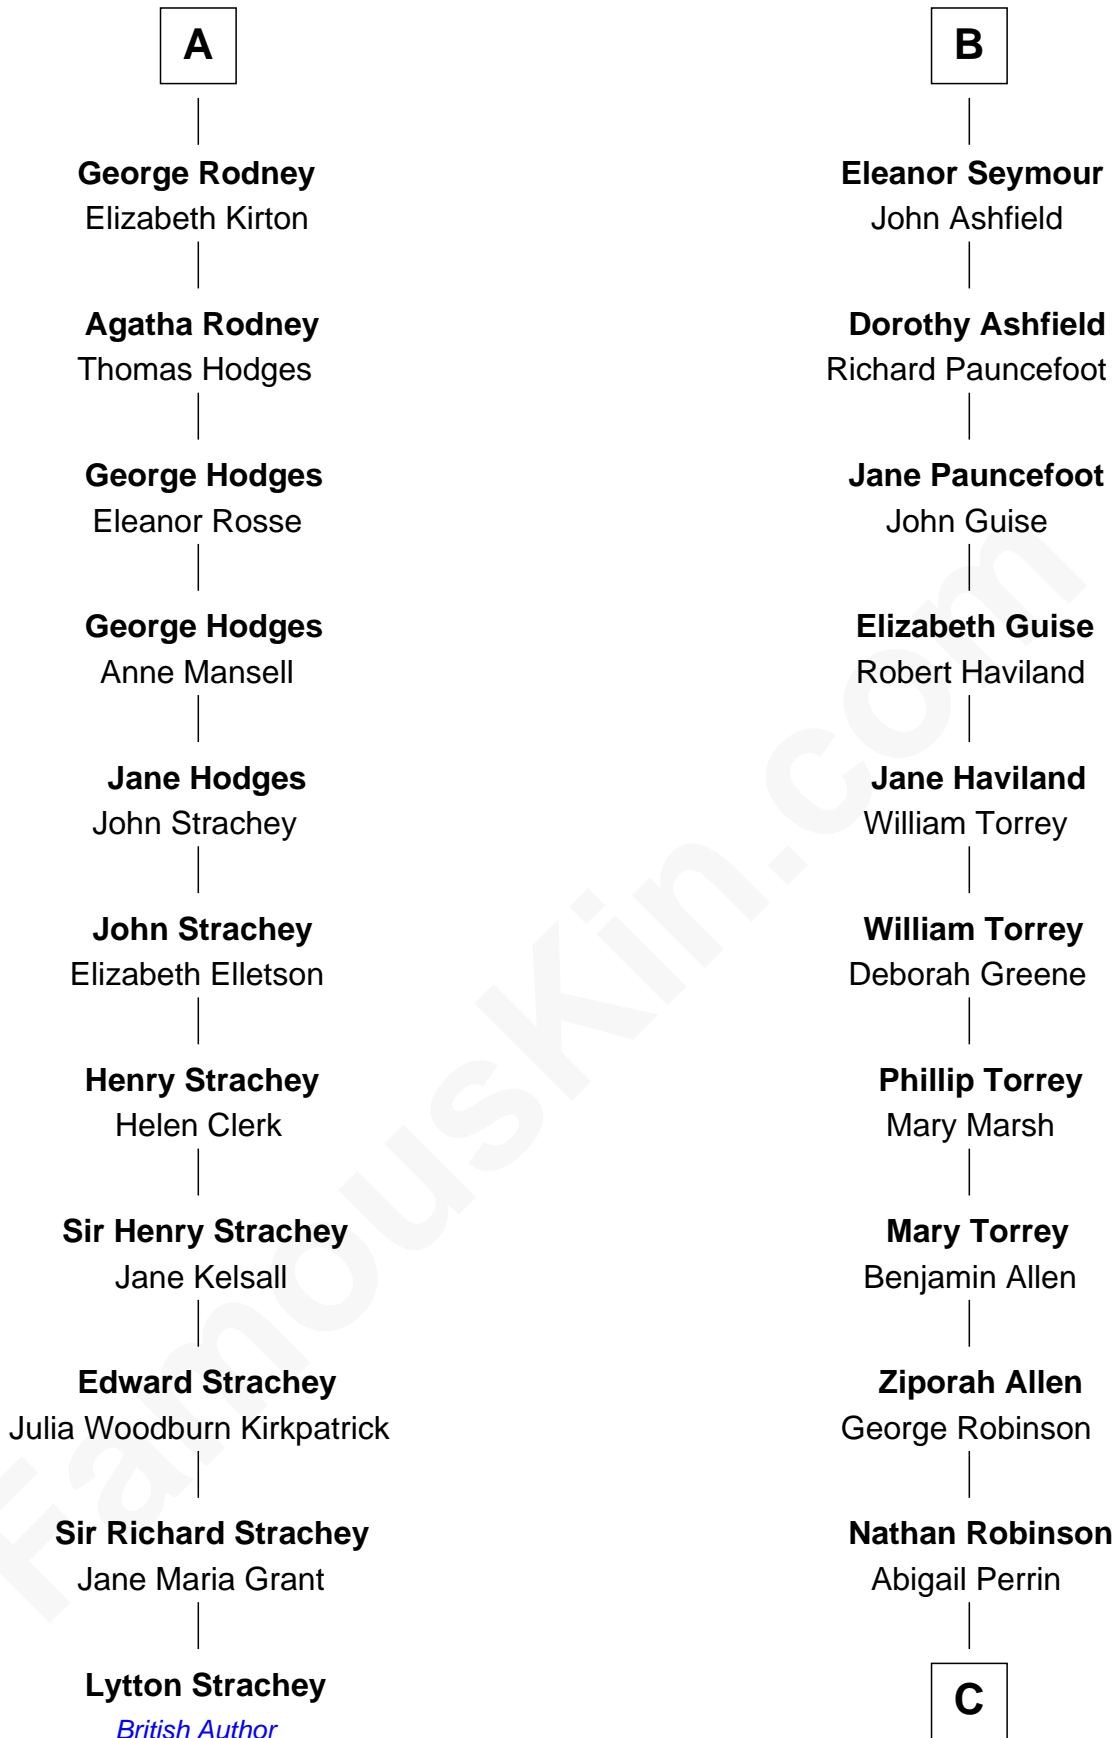 A
George Rodney
Elizabeth Kirton
Agatha Rodney
Thomas Hodges
George Hodges
Eleanor Rosse
George Hodges
Anne Mansell
Jane Hodges
John Strachey
John Strachey
Elizabeth Elletson
Henry Strachey
Helen Clerk
Sir Henry Strachey
Jane Kelsall
Edward Strachey
Julia Woodburn Kirkpatrick
Sir Richard Strachey
Jane Maria Grant
Lytton Strachey
British Author
B
Eleanor Seymour
John Ashfield
Dorothy Ashfield
Richard Pauncefoot
Jane Pauncefoot
John Guise
Elizabeth Guise
Robert Haviland
Jane Haviland
William Torrey
William Torrey
Deborah Greene
Phillip Torrey
Mary Marsh
Mary Torrey
Benjamin Allen
Ziporah Allen
George Robinson
Nathan Robinson
Abigail Perrin
C
FamousKin.com